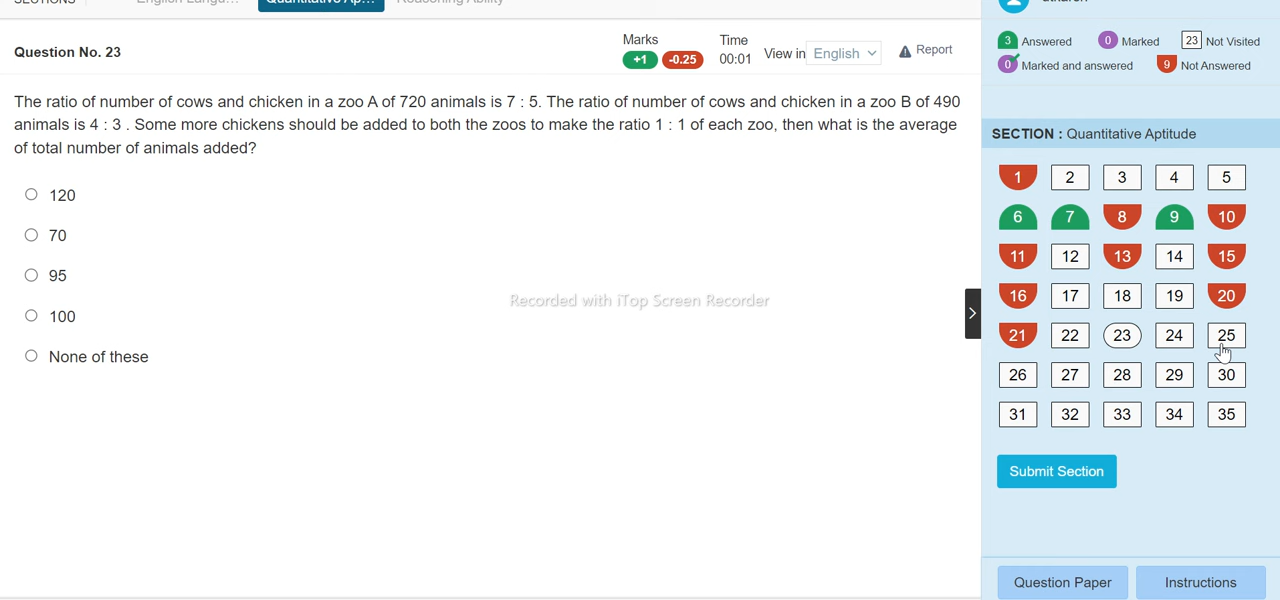 SECTIONS English Langu... Quantitative Ap... Reasoning Ability
Question No. 23
Marks
+1 -0.25
Time
00:01
View in English
Report
The ratio of number of cows and chicken in a zoo A of 720 animals is 7 : 5. The ratio of number of cows and chicken in a zoo B of 490
animals is 4 : 3 . Some more chickens should be added to both the zoos to make the ratio 1 : 1 of each zoo, then what is the average
of total number of animals added?
120
70
95
100
None of these
Recorded with iTop Screen Recorder
3 Answered 0 Marked 23 Not Visited
0 Marked and answered 9 Not Answered
SECTION : Quantitative Aptitude
1 2 3 4 5
6 7 8 9 10
11 12 13 14 15
16 17 18 19 20
21 22 23 24 25
26 27 28 29 30
31 32 33 34 35
Submit Section
Question Paper Instructions